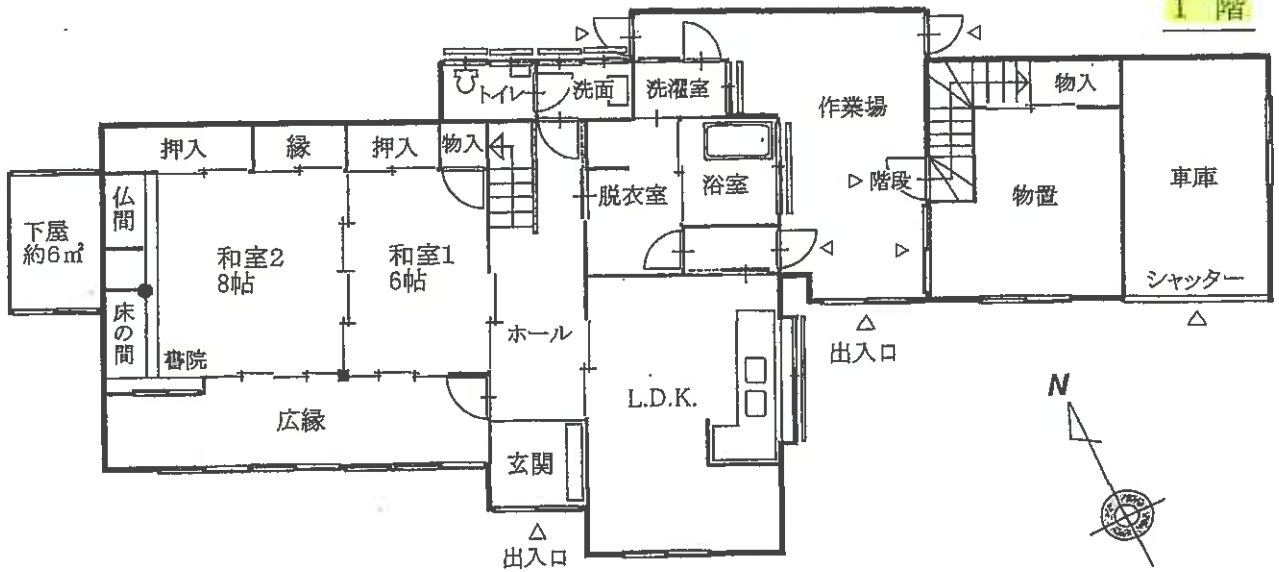 1 階
トイレ
洗面
洗濯室
作業場
物入
押入
縁
押入
物入
脱衣室
浴室
階段
物置
車庫
下屋
約6㎡
仏間
和室2
8帖
和室1
6帖
床の間
書院
ホール
シャッター
出入口
L.D.K.
広縁
玄関
出入口
N